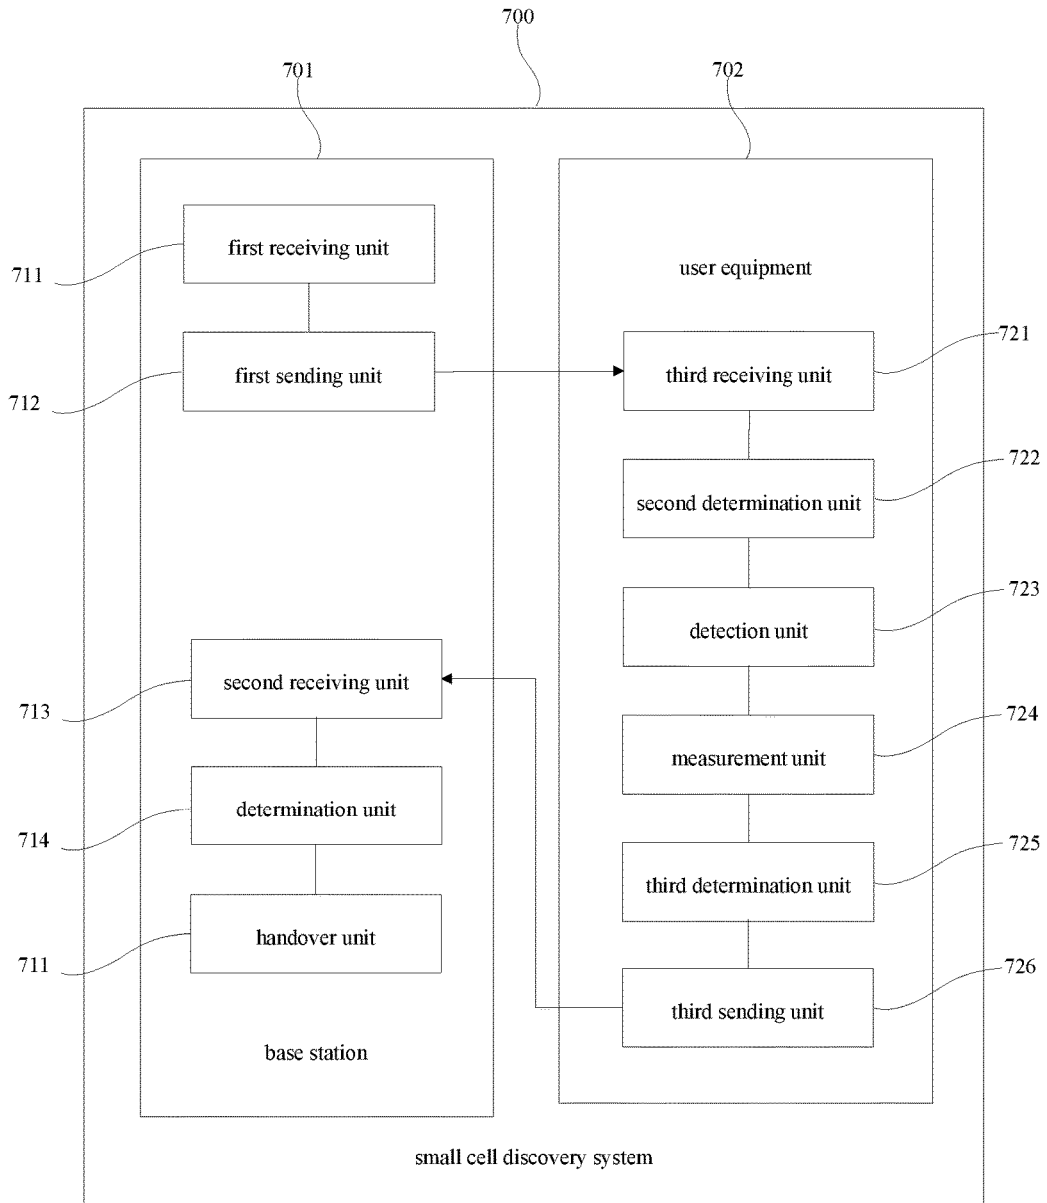 700
701
702
first receiving unit
711
user equipment
first sending unit
712
third receiving unit
721
second determination unit
722
detection unit
723
second receiving unit
713
measurement unit
724
determination unit
714
third determination unit
725
handover unit
711
third sending unit
726
base station
small cell discovery system